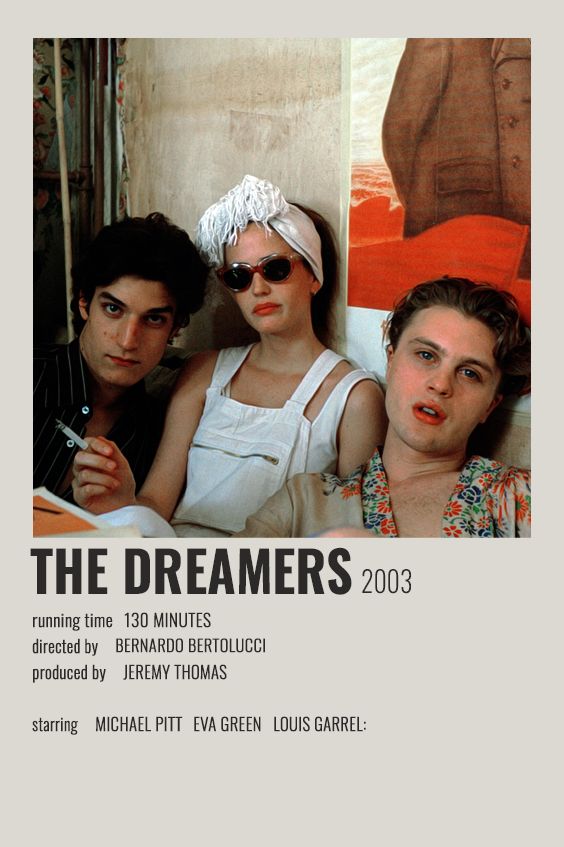 THE DREAMERS 2003
running time 130 MINUTES
directed by BERNARDO BERTOLUCCI
produced by JEREMY THOMAS
starring MICHAEL PITT EVA GREEN LOUIS GARREL: